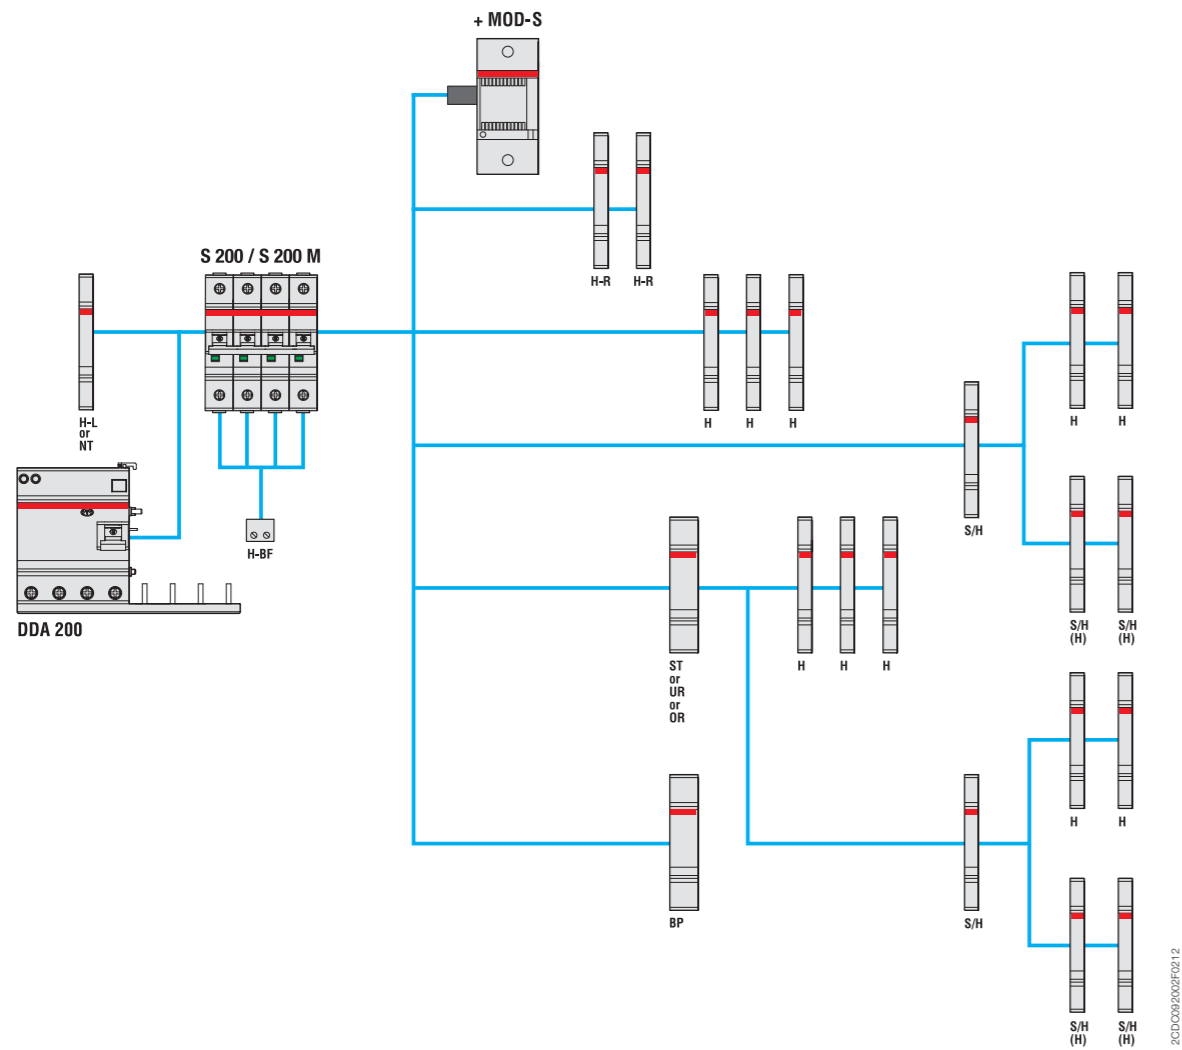 + MOD-S
H-R
H-R
S 200 / S 200 M
H-L
or
NT
H
H
H
H
H
S/H
H-BF
DDA 200
S/H
(H)
S/H
(H)
ST
or
UR
or
OR
H
H
H
H
H
BP
S/H
S/H
(H)
S/H
(H)
2CDC092002F0212